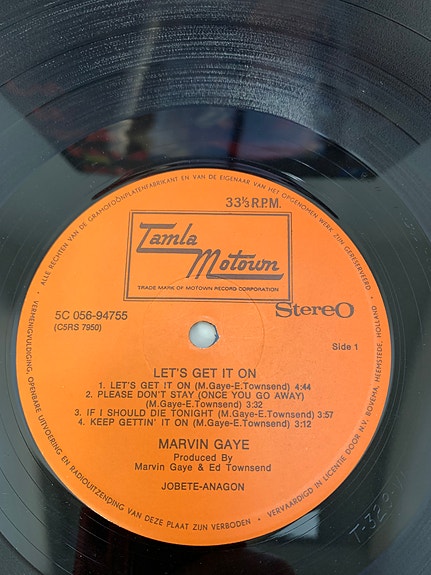 ALLE RECHTEN VAN DE GRAMOFOONPLATENFABRIKANT EN VAN DE EIGENAAR VAN HET OPGENOMEN WERK ZIJN GERESERVEERD •
33⅓ R.P.M.
Tamla
Motown
TRADE MARK OF MOTOWN RECORD CORPORATION
5C 056-94755
(C5RS 7950)
StereO
Side 1
LET'S GET IT ON
1. LET'S GET IT ON (M.Gaye-E.Townsend) 4:44
2. PLEASE DON'T STAY (ONCE YOU GO AWAY)
(M.Gaye-E.Townsend) 3:32
3. IF I SHOULD DIE TONIGHT (M.Gaye-E.Townsend) 3:57
4. KEEP GETTIN' IT ON (M.Gaye-E.Townsend) 3:12
MARVIN GAYE
Produced By
Marvin Gaye & Ed Townsend
JOBETE-ANAGON
VERMENIGVULDIGING, OPENBARE UITVOERING EN RADIOUITZENDING VAN DEZE PLAAT ZIJN VERBODEN •
VERVAARDIGD IN LICENTIE DOOR N.V. BOVEMA, HEEMSTEDE, HOLLAND